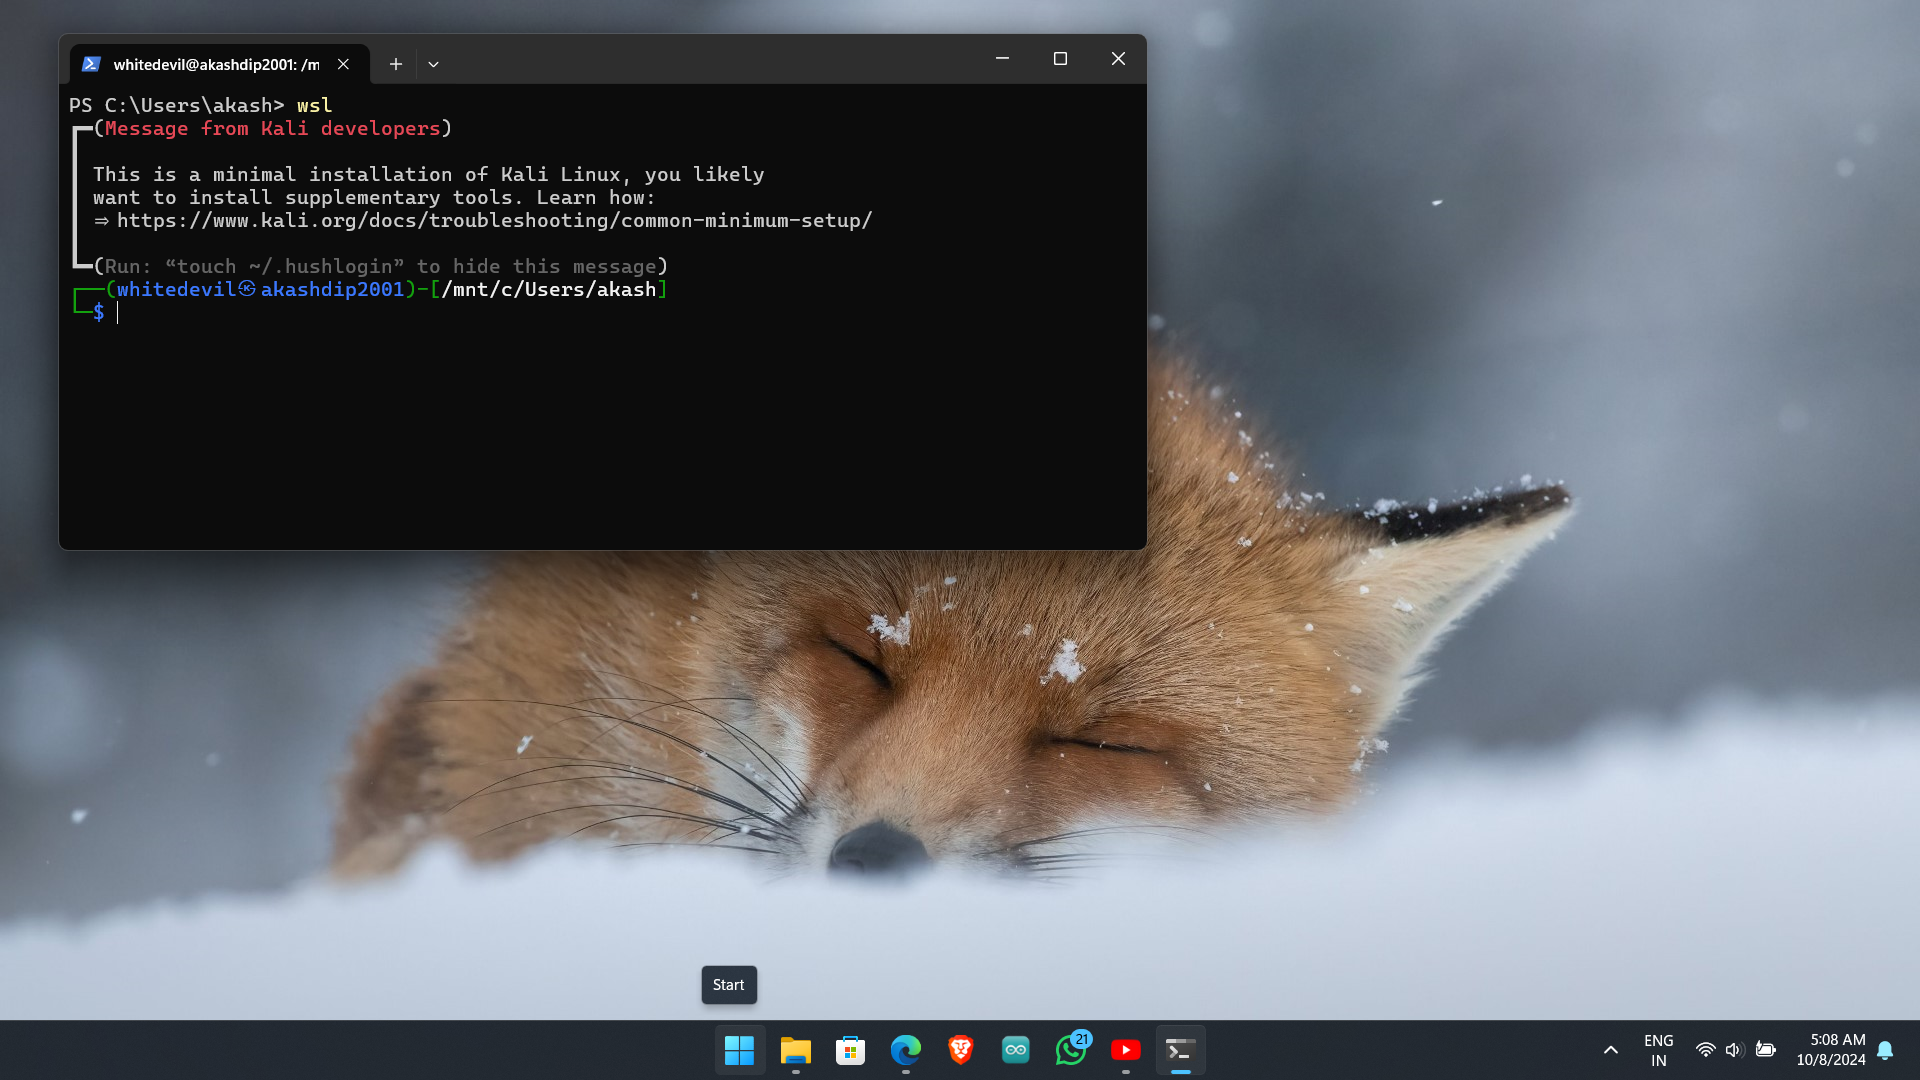 whitedevil@akashdip2001: /m
PS C:\Users\akash> wsl
(Message from Kali developers)
This is a minimal installation of Kali Linux, you likely
want to install supplementary tools. Learn how:
⇒ https://www.kali.org/docs/troubleshooting/common-minimum-setup/
(Run: “touch ~/.hushlogin” to hide this message)
(whitedevil㉿akashdip2001)-[/mnt/c/Users/akash]
$
Start
21
ENG
IN
5:08 AM
10/8/2024